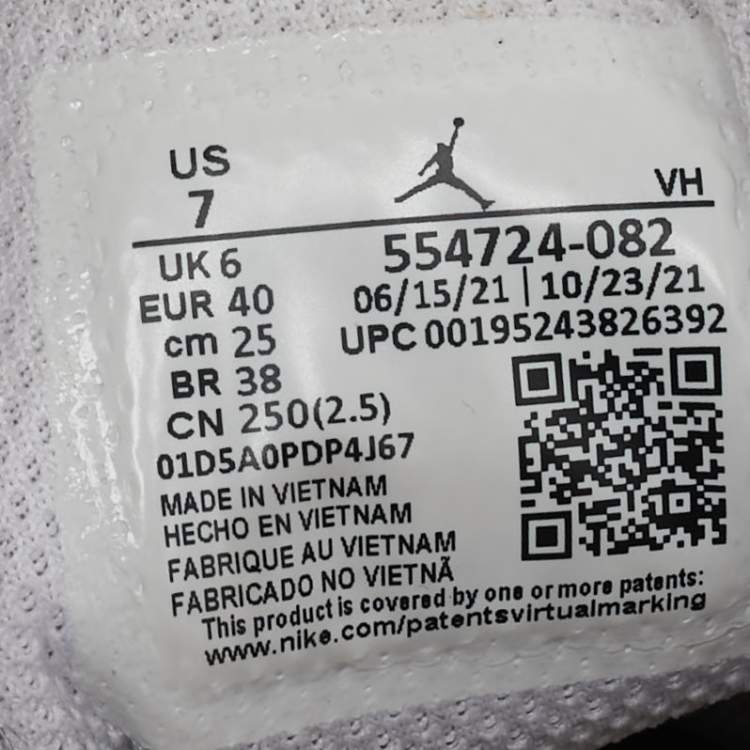 US
7
VH
UK 6
554724-082
EUR 40
06/15/21 | 10/23/21
cm 25
UPC 00195243826392
BR 38
CN 250(2.5)
01D5A0PDP4J67
MADE IN VIETNAM
HECHO EN VIETNAM
FABRIQUE AU VIETNAM
FABRICADO NO VIETNÃ
This product is covered by one or more patents:
www.nike.com/patentsvirtualmarking